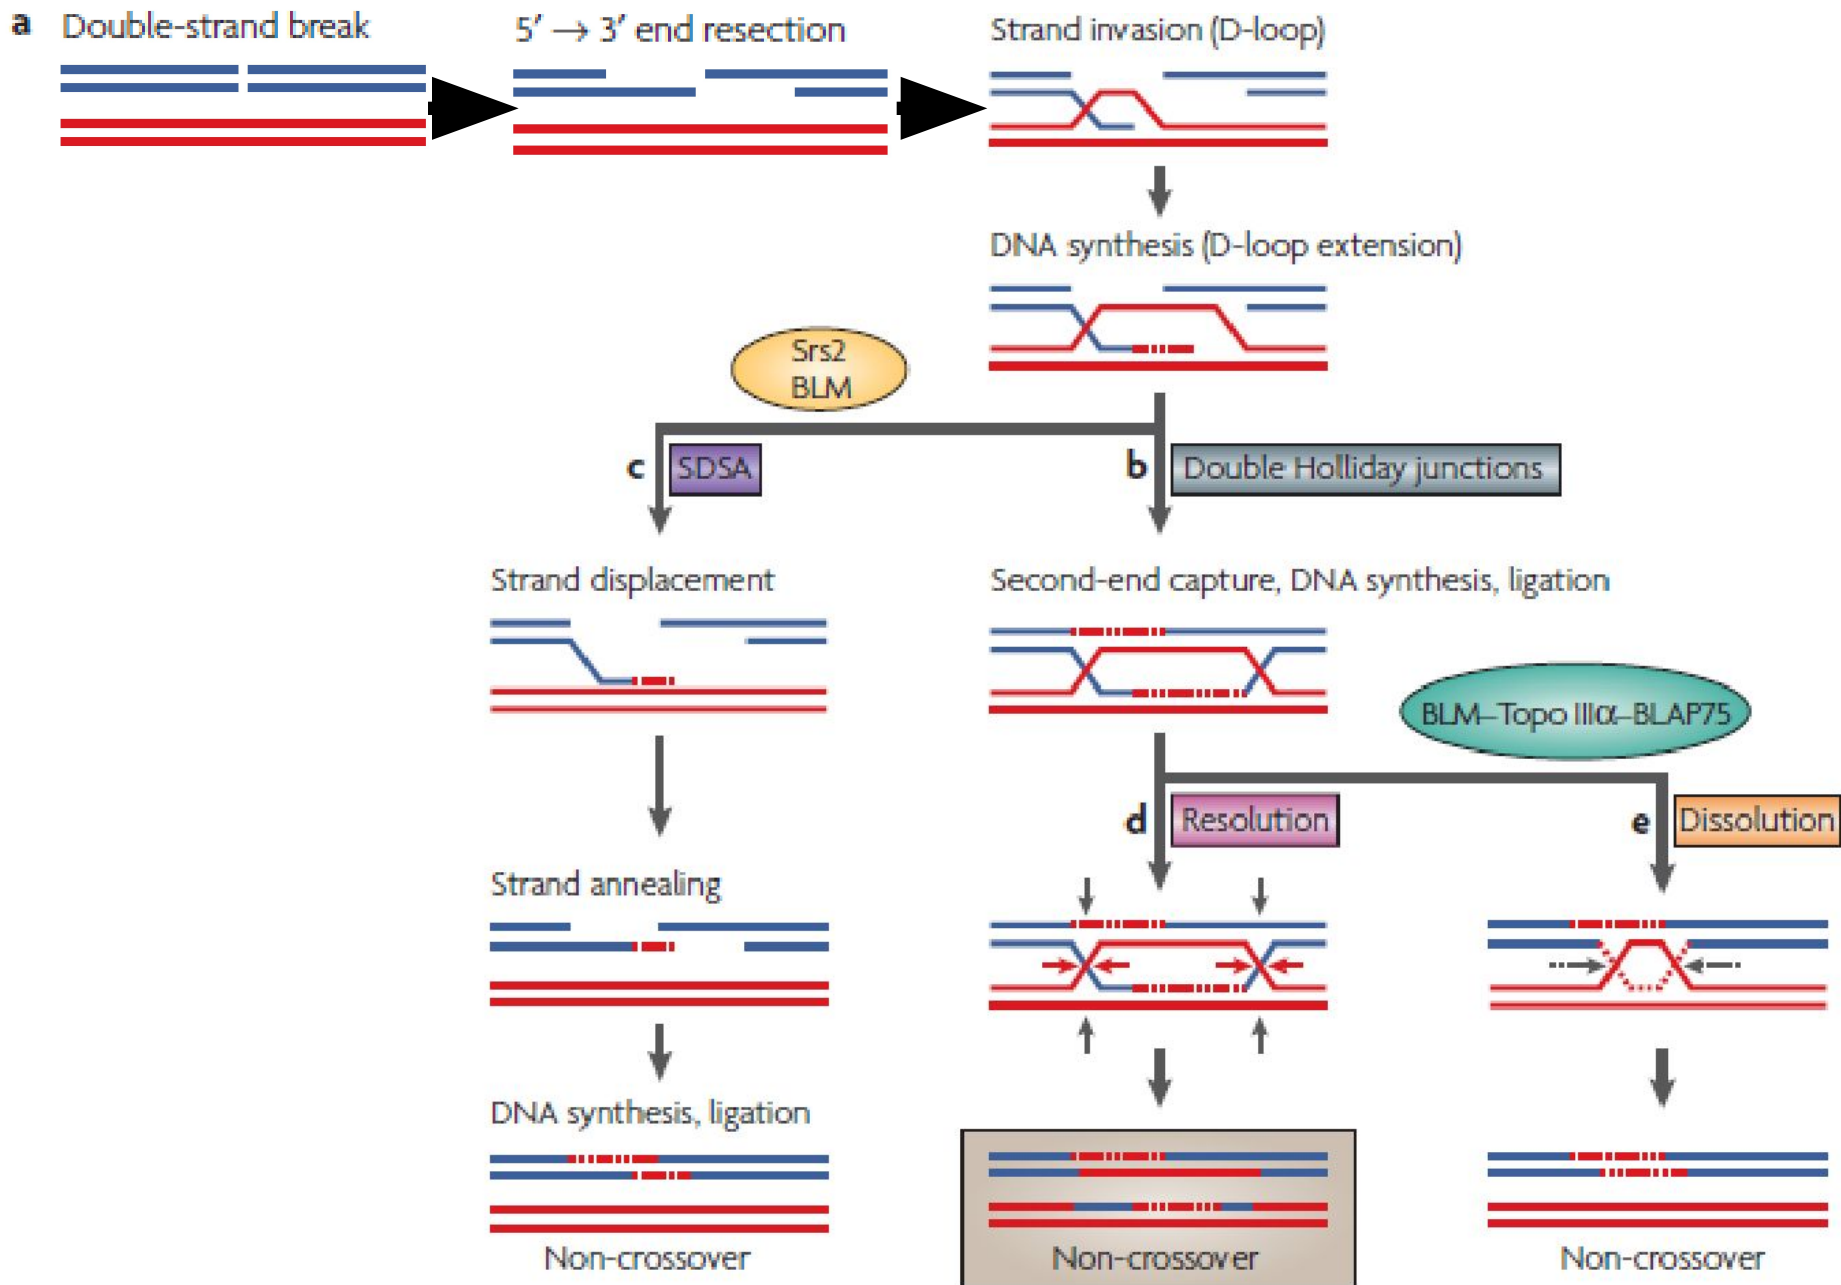 a Double-strand break
5′ → 3′ end resection
Strand invasion (D-loop)
DNA synthesis (D-loop extension)
Srs2
BLM
c SDSA
b Double Holliday junctions
Strand displacement
Second-end capture, DNA synthesis, ligation
BLM–Topo IIIα–BLAP75
d Resolution
e Dissolution
Strand annealing
DNA synthesis, ligation
Non-crossover
Non-crossover
Non-crossover